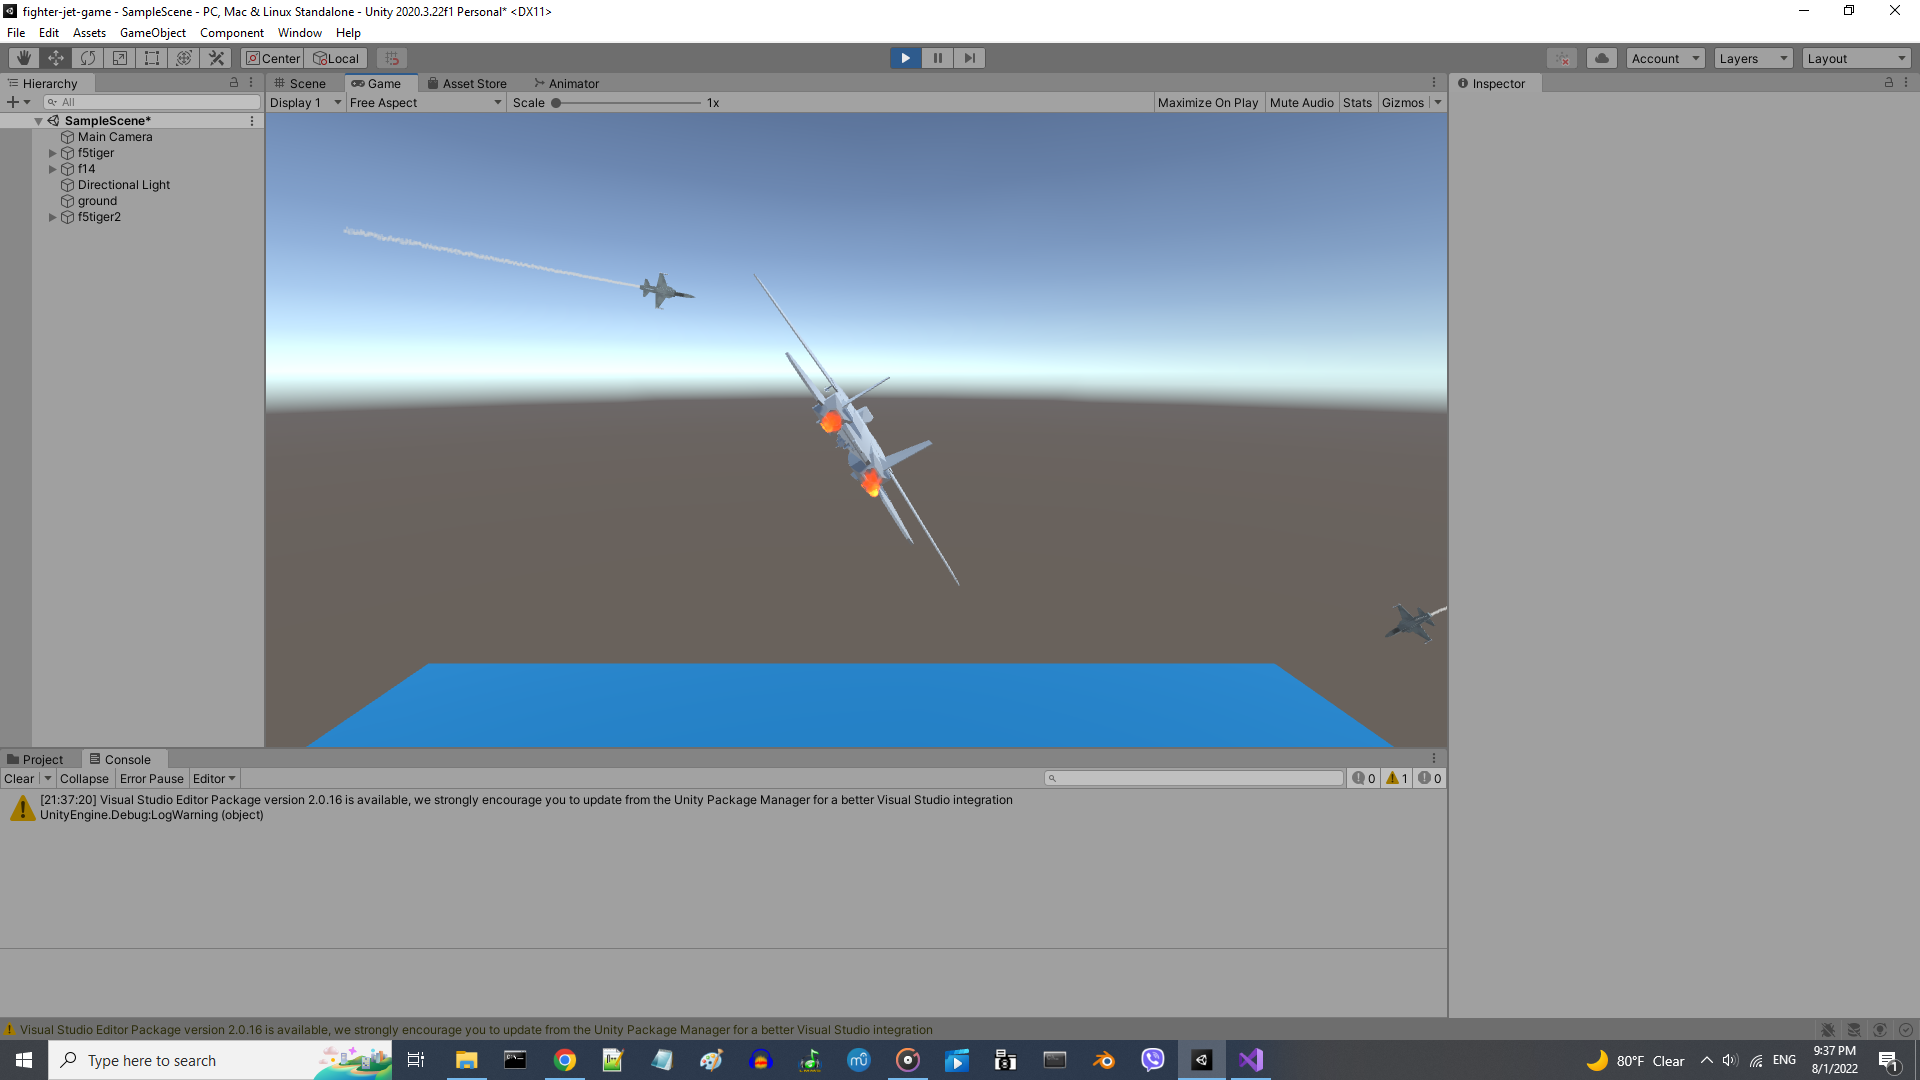 fighter-jet-game - SampleScene - PC, Mac & Linux Standalone - Unity 2020.3.22f1 Personal* <DX11>
File Edit Assets GameObject Component Window Help
Center Local Account Layers Layout
Hierarchy
All
SampleScene*
Main Camera
f5tiger
f14
Directional Light
ground
f5tiger2
Scene Game Asset Store Animator
Display 1 Free Aspect Scale 1x Maximize On Play Mute Audio Stats Gizmos
Inspector
Project Console
Clear Collapse Error Pause Editor 0 1 0
[21:37:20] Visual Studio Editor Package version 2.0.16 is available, we strongly encourage you to update from the Unity Package Manager for a better Visual Studio integration
UnityEngine.Debug:LogWarning (object)
Visual Studio Editor Package version 2.0.16 is available, we strongly encourage you to update from the Unity Package Manager for a better Visual Studio integration
Type here to search
80°F Clear
ENG
9:37 PM
8/1/2022
1